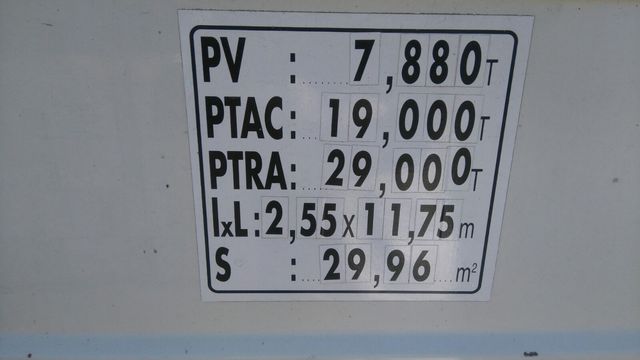 PV : 7,880T
PTAC: 19,000T
PTRA: 29,000T
lxL: 2,55x11,75m
S : 29,96 m²